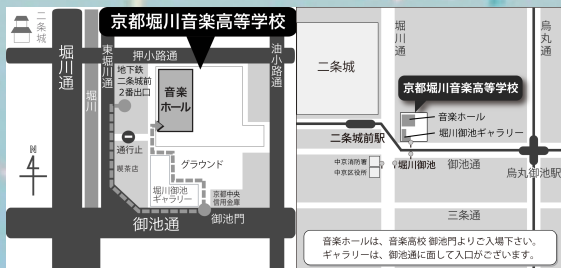 二条城
京都堀川音楽高等学校
堀川通
堀川
東堀川通
押小路通
油小路通
地下鉄
二条城前
2番出口
音楽
ホール
通行止
喫茶店
グラウンド
堀川御池
ギャラリー
京都中央
信用金庫
御池通
御池門
N
堀川通
烏丸通
二条城
京都堀川音楽高等学校
音楽ホール
堀川御池ギャラリー
二条城前駅
中京消防署
中京区役所
堀川御池
御池通
烏丸御池駅
三条通
音楽ホールは、音楽高校 御池門よりご入場下さい。
ギャラリーは、御池通に面して入口がございます。